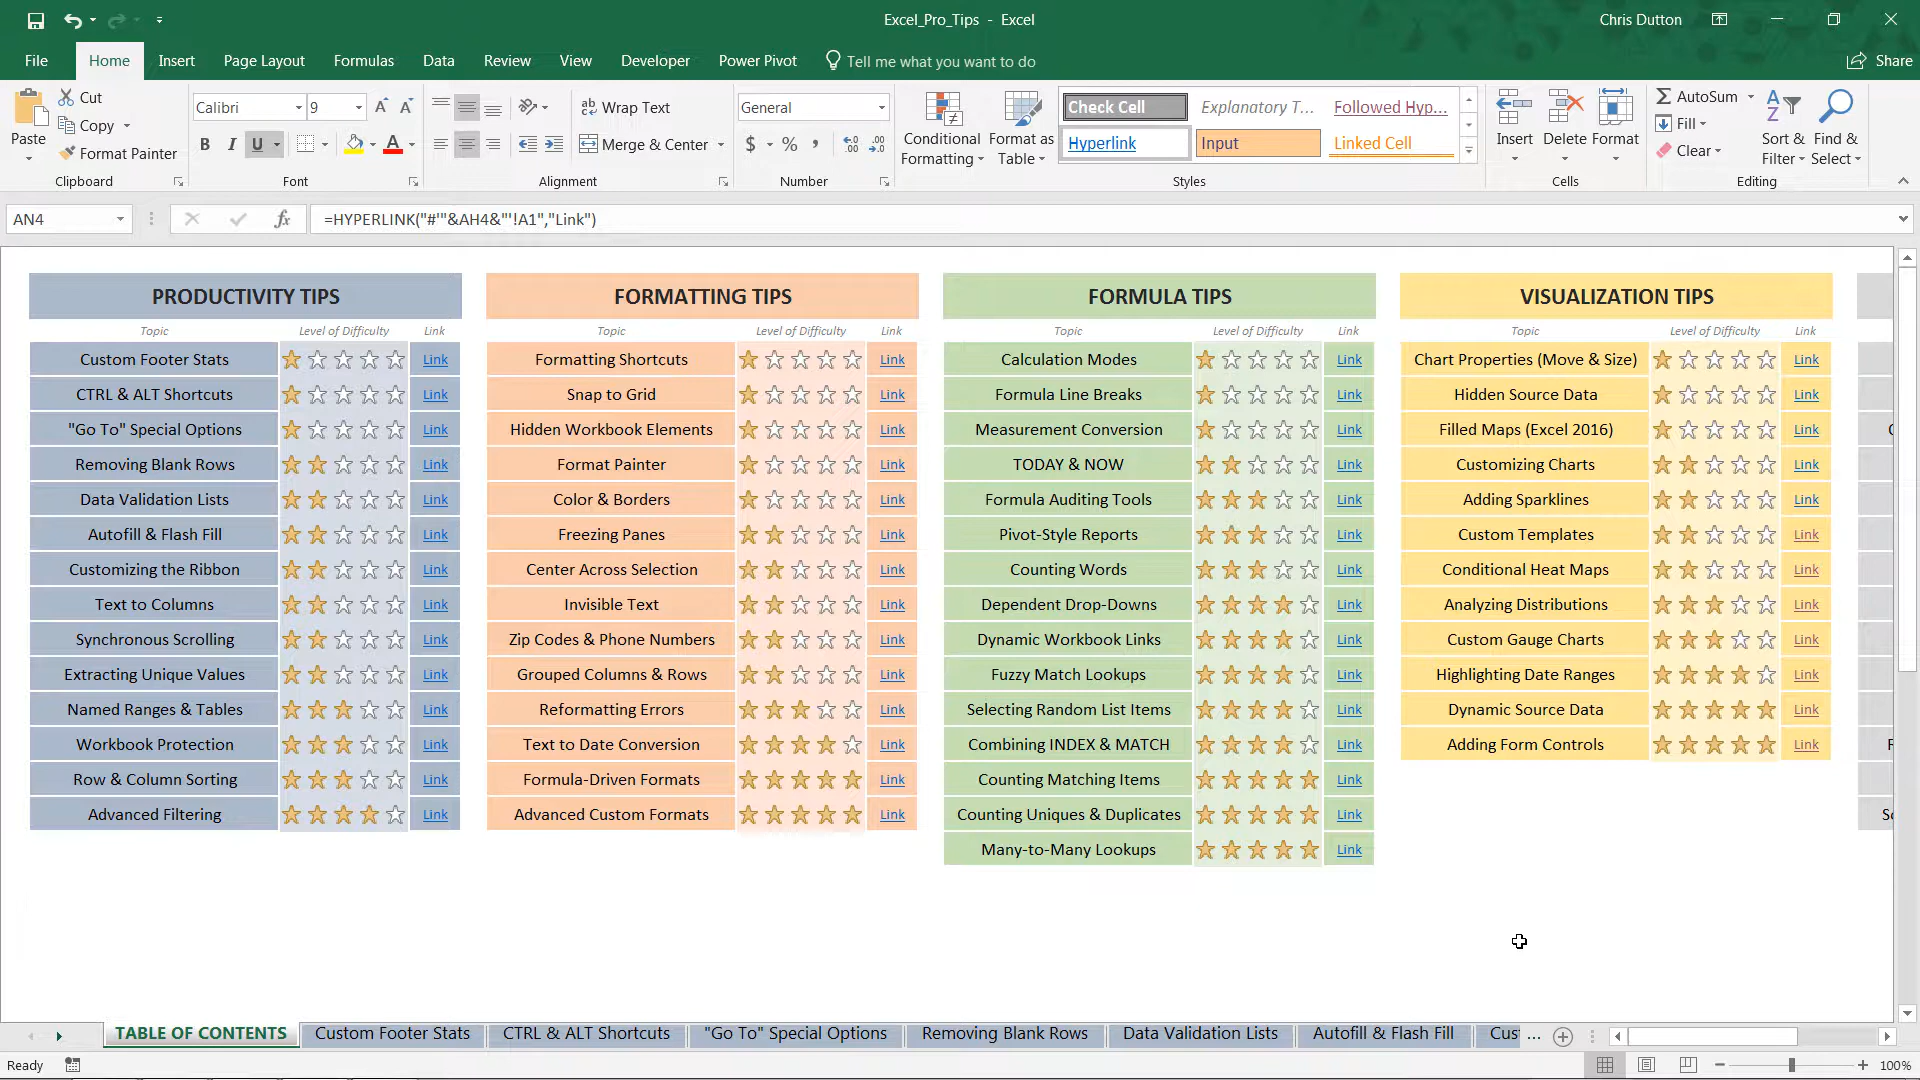 Excel_Pro_Tips - Excel
Chris Dutton
File Home Insert Page Layout Formulas Data Review View Developer Power Pivot Tell me what you want to do Share
Paste
Cut
Copy
Format Painter
Clipboard
Calibri 9
B I U
Font
Wrap Text
Merge & Center
Alignment
General
$ % ,
Number
Conditional Formatting
Format as Table
Check Cell Explanatory T... Followed Hyp...
Hyperlink Input Linked Cell
Styles
Insert Delete Format
Cells
AutoSum
Fill
Clear
Sort & Filter
Find & Select
Editing
AN4 fx =HYPERLINK("#'"&AH4&"'!A1","Link")
PRODUCTIVITY TIPS
Topic Level of Difficulty Link
Custom Footer Stats Link
CTRL & ALT Shortcuts Link
"Go To" Special Options Link
Removing Blank Rows Link
Data Validation Lists Link
Autofill & Flash Fill Link
Customizing the Ribbon Link
Text to Columns Link
Synchronous Scrolling Link
Extracting Unique Values Link
Named Ranges & Tables Link
Workbook Protection Link
Row & Column Sorting Link
Advanced Filtering Link
FORMATTING TIPS
Topic Level of Difficulty Link
Formatting Shortcuts Link
Snap to Grid Link
Hidden Workbook Elements Link
Format Painter Link
Color & Borders Link
Freezing Panes Link
Center Across Selection Link
Invisible Text Link
Zip Codes & Phone Numbers Link
Grouped Columns & Rows Link
Reformatting Errors Link
Text to Date Conversion Link
Formula-Driven Formats Link
Advanced Custom Formats Link
FORMULA TIPS
Topic Level of Difficulty Link
Calculation Modes Link
Formula Line Breaks Link
Measurement Conversion Link
TODAY & NOW Link
Formula Auditing Tools Link
Pivot-Style Reports Link
Counting Words Link
Dependent Drop-Downs Link
Dynamic Workbook Links Link
Fuzzy Match Lookups Link
Selecting Random List Items Link
Combining INDEX & MATCH Link
Counting Matching Items Link
Counting Uniques & Duplicates Link
Many-to-Many Lookups Link
VISUALIZATION TIPS
Topic Level of Difficulty Link
Chart Properties (Move & Size) Link
Hidden Source Data Link
Filled Maps (Excel 2016) Link
Customizing Charts Link
Adding Sparklines Link
Custom Templates Link
Conditional Heat Maps Link
Analyzing Distributions Link
Custom Gauge Charts Link
Highlighting Date Ranges Link
Dynamic Source Data Link
Adding Form Controls Link
TABLE OF CONTENTS Custom Footer Stats CTRL & ALT Shortcuts "Go To" Special Options Removing Blank Rows Data Validation Lists Autofill & Flash Fill Cus ...
Ready 100%